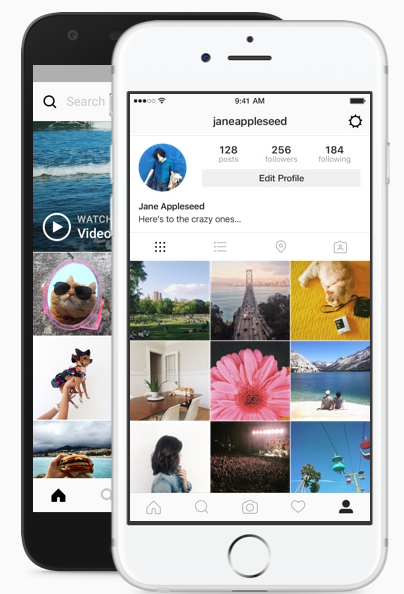 Search
WATCH
Video
9:41 AM
janeappleseed
128 256 184
posts followers following
Edit Profile
Jane Appleseed
Here's to the crazy ones...